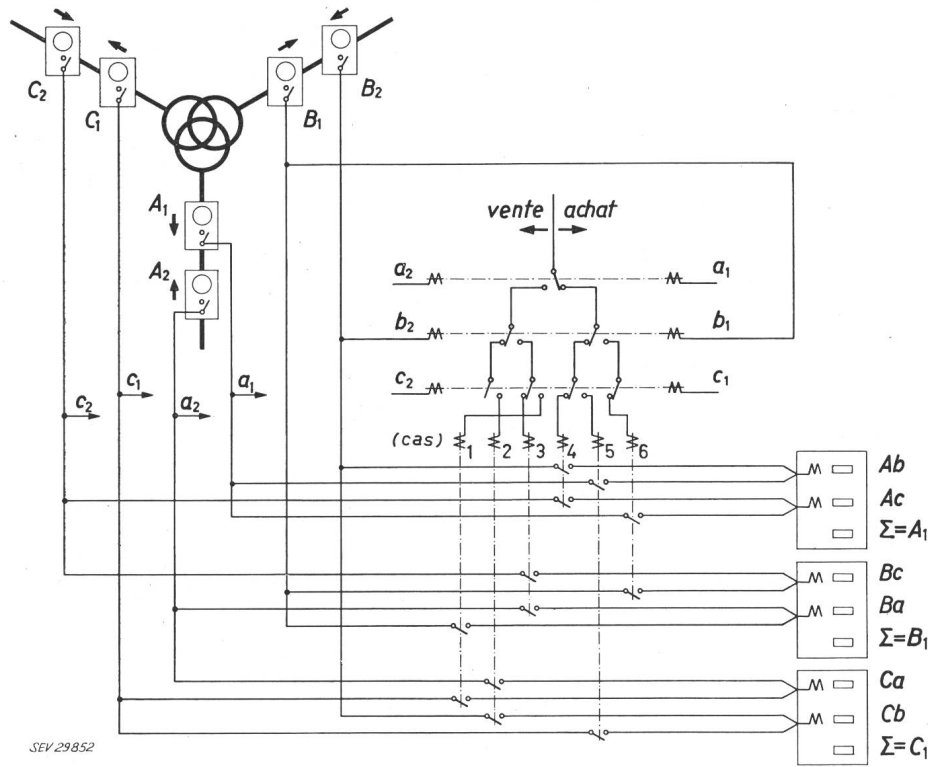 C2
C1
B1
B2
A1
A2
vente achat
a2 a1
b2 b1
c2 c1
c2 c1 a2 a1
(cas) 1 2 3 4 5 6
Ab
Ac
Σ=A1
Bc
Ba
Σ=B1
Ca
Cb
Σ=C1
SEV 29852